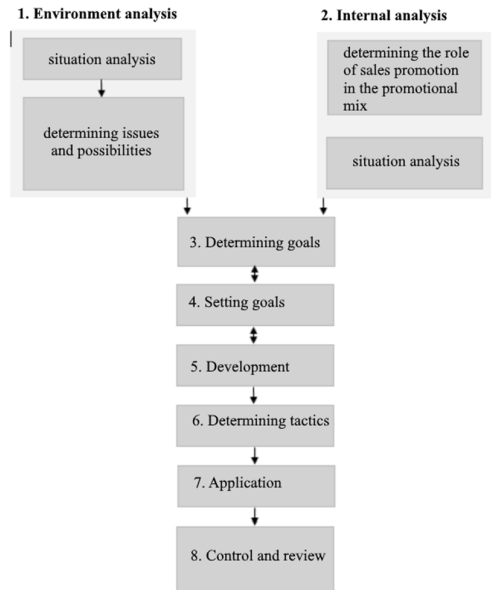 1. Environment analysis
situation analysis
determining issues
and possibilities
2. Internal analysis
determining the role
of sales promotion
in the promotional
mix
situation analysis
3. Determining goals
4. Setting goals
5. Development
6. Determining tactics
7. Application
8. Control and review